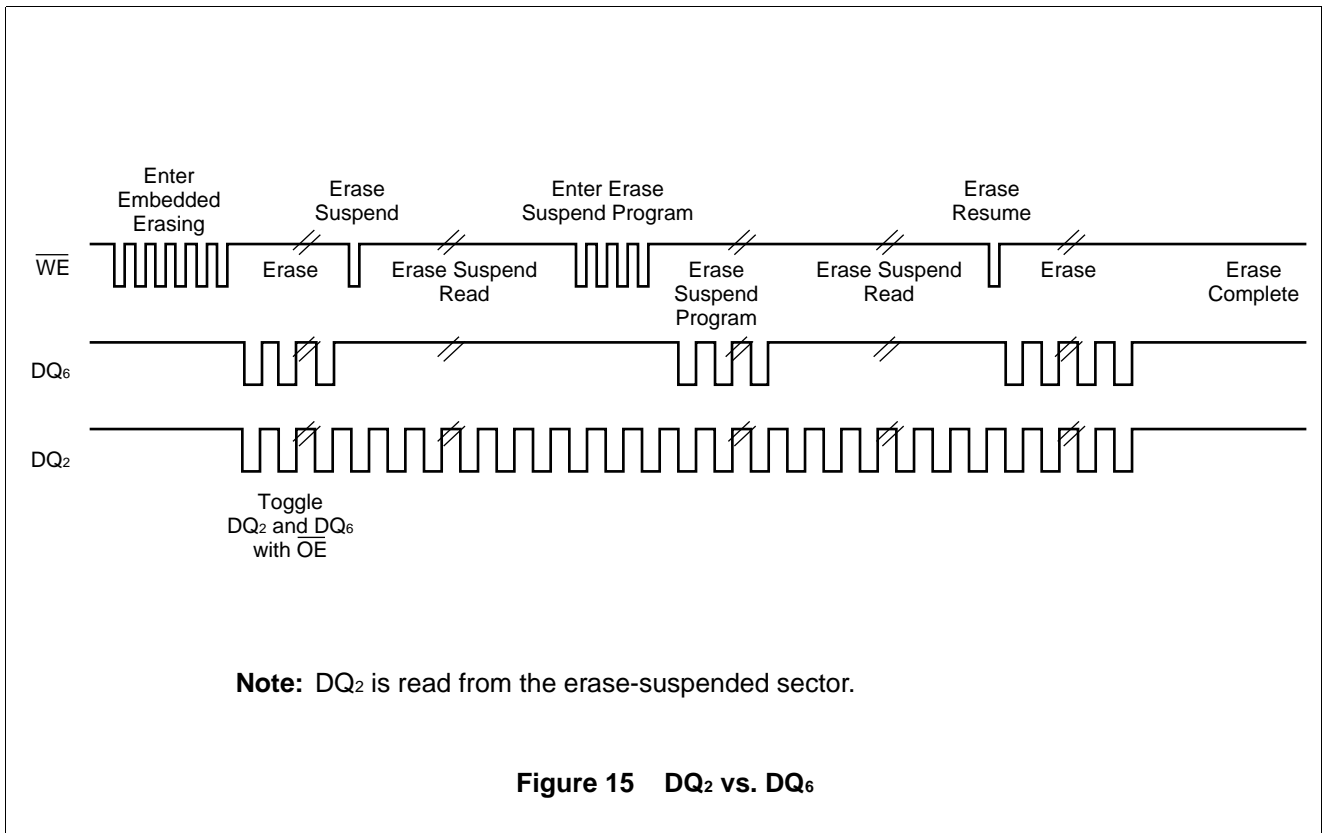 Enter
Embedded
Erasing
Erase
Suspend
Enter Erase
Suspend Program
Erase
Resume
WE
Erase
Erase Suspend
Read
Erase
Suspend
Program
Erase Suspend
Read
Erase
Erase
Complete
DQ6
DQ2
Toggle
DQ2 and DQ6
with OE
Note: DQ2 is read from the erase-suspended sector.
Figure 15 DQ2 vs. DQ6